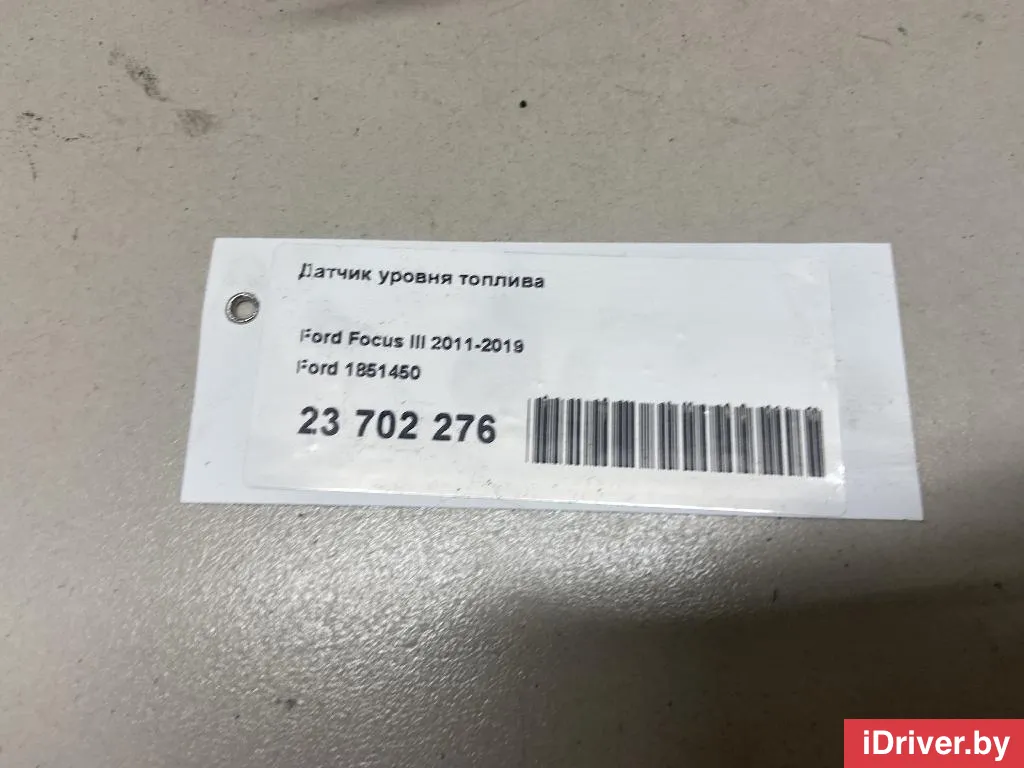 Датчик уровня топлива
Ford Focus III 2011-2019
Ford 1851450
23 702 276
iDriver.by